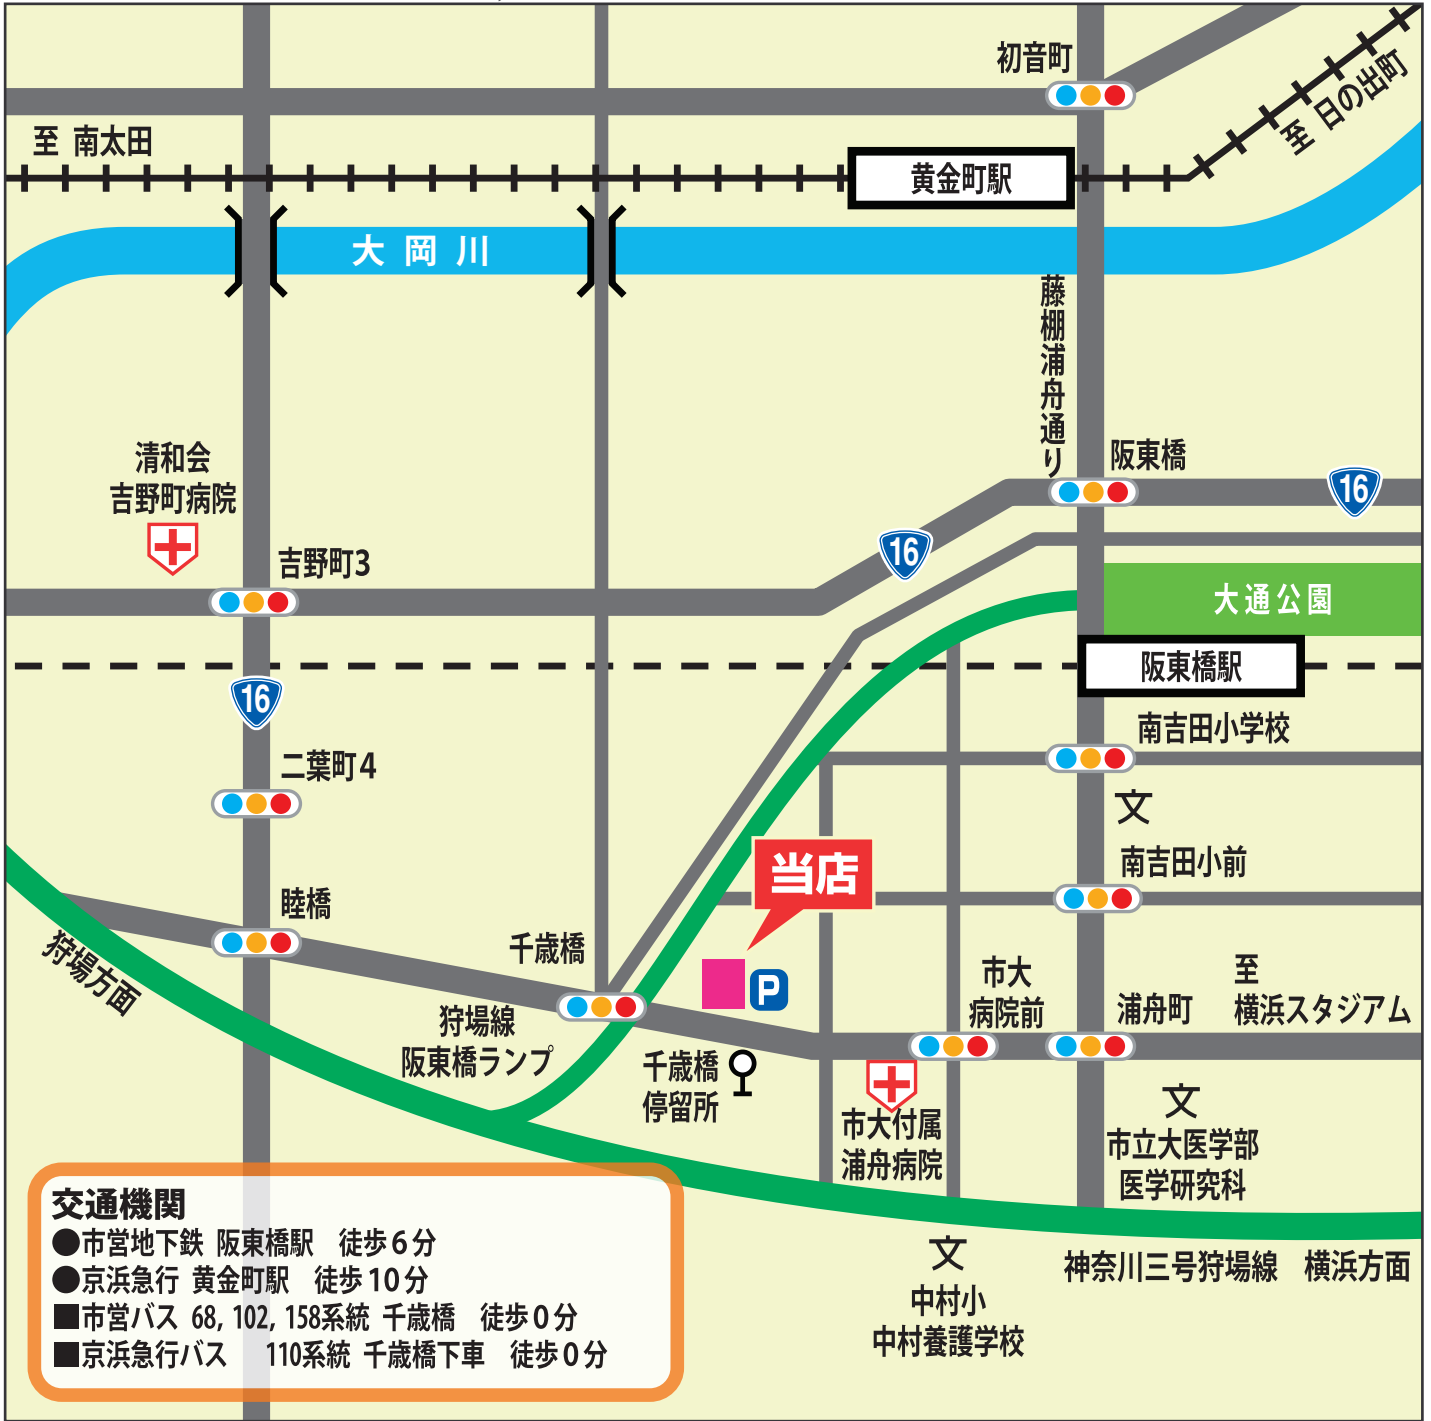 初音町
至 日の出町
至 南太田
黄金町駅
大岡川
藤棚浦舟通り
阪東橋
16
清和会
吉野町病院
16
吉野町3
大通公園
阪東橋駅
16
南吉田小学校
二葉町4
文
南吉田小前
当店
睦橋
千歳橋
狩場方面
P
市大
病院前
至
横浜スタジアム
浦舟町
狩場線
阪東橋ランプ
千歳橋
停留所
市大付属
浦舟病院
文
市立大医学部
医学研究科
文
中村小
中村養護学校
神奈川三号狩場線 横浜方面
交通機関
●市営地下鉄 阪東橋駅 徒歩6分
●京浜急行 黄金町駅 徒歩10分
■市営バス 68, 102, 158系統 千歳橋 徒歩0分
■京浜急行バス 110系統 千歳橋下車 徒歩0分